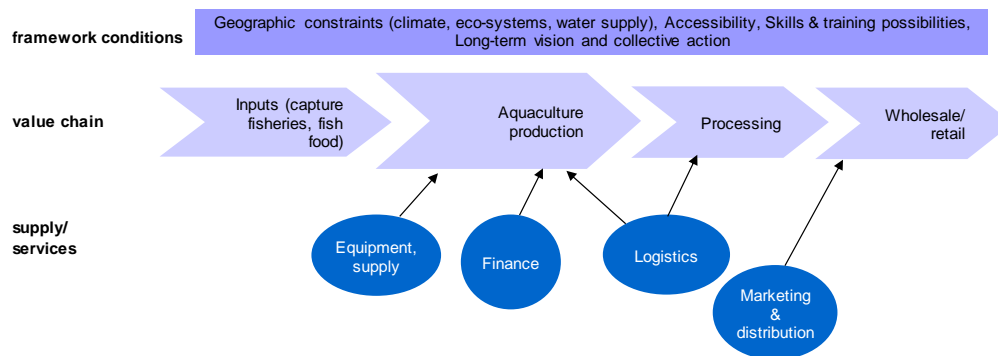 framework conditions
Geographic constraints (climate, eco-systems, water supply), Accessibility, Skills & training possibilities,
Long-term vision and collective action
value chain
Inputs (capture
fisheries, fish
food)
Aquaculture
production
Processing
Wholesale/
retail
supply/
services
Equipment,
supply
Finance
Logistics
Marketing
&
distribution